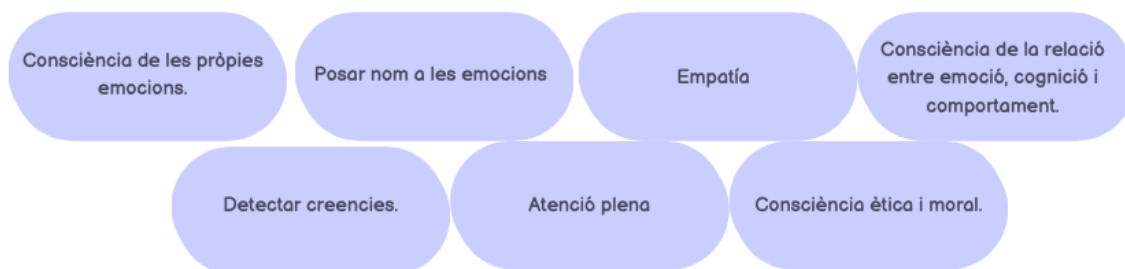 Consciència de les pròpies
emocions.
Posar nom a les emocions
Empatía
Consciència de la relació
entre emoció, cognició i
comportament.
Detectar creencies.
Atenció plena
Consciència ètica i moral.